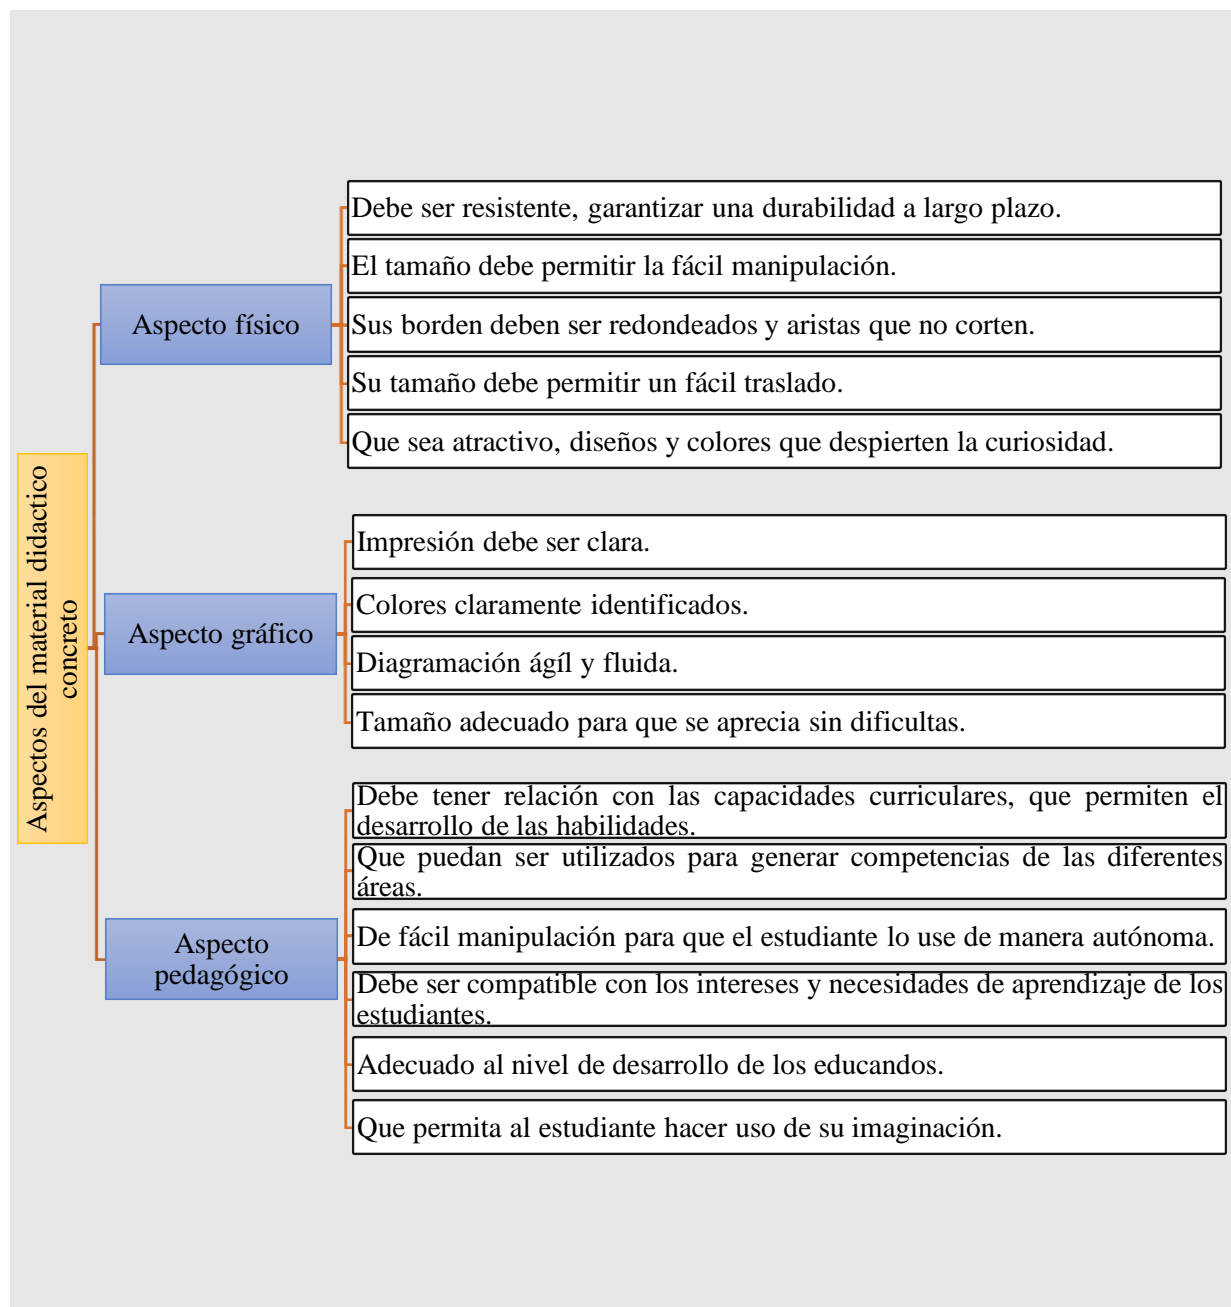 Aspectos del material didactico
concreto
Aspecto físico
Debe ser resistente, garantizar una durabilidad a largo plazo.
El tamaño debe permitir la fácil manipulación.
Sus borden deben ser redondeados y aristas que no corten.
Su tamaño debe permitir un fácil traslado.
Que sea atractivo, diseños y colores que despierten la curiosidad.
Aspecto gráfico
Impresión debe ser clara.
Colores claramente identificados.
Diagramación ágíl y fluida.
Tamaño adecuado para que se aprecia sin dificultas.
Aspecto
pedagógico
Debe tener relación con las capacidades curriculares, que permiten el
desarrollo de las habilidades.
Que puedan ser utilizados para generar competencias de las diferentes
áreas.
De fácil manipulación para que el estudiante lo use de manera autónoma.
Debe ser compatible con los intereses y necesidades de aprendizaje de los
estudiantes.
Adecuado al nivel de desarrollo de los educandos.
Que permita al estudiante hacer uso de su imaginación.